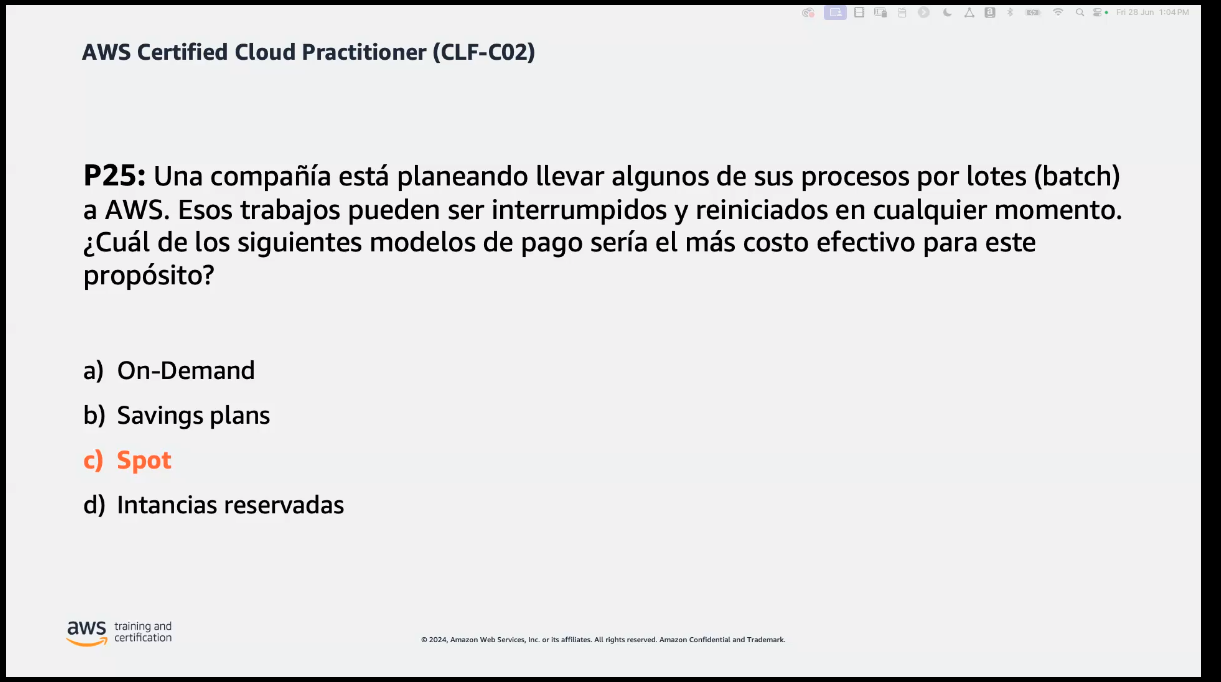 Fri 28 Jun 1:04 PM
AWS Certified Cloud Practitioner (CLF-C02)
P25: Una compañía está planeando llevar algunos de sus procesos por lotes (batch)
a AWS. Esos trabajos pueden ser interrumpidos y reiniciados en cualquier momento.
¿Cuál de los siguientes modelos de pago sería el más costo efectivo para este
propósito?
a) On-Demand
b) Savings plans
c) Spot
d) Intancias reservadas
aws training and
certification
© 2024, Amazon Web Services, Inc. or its affiliates. All rights reserved. Amazon Confidential and Trademark.